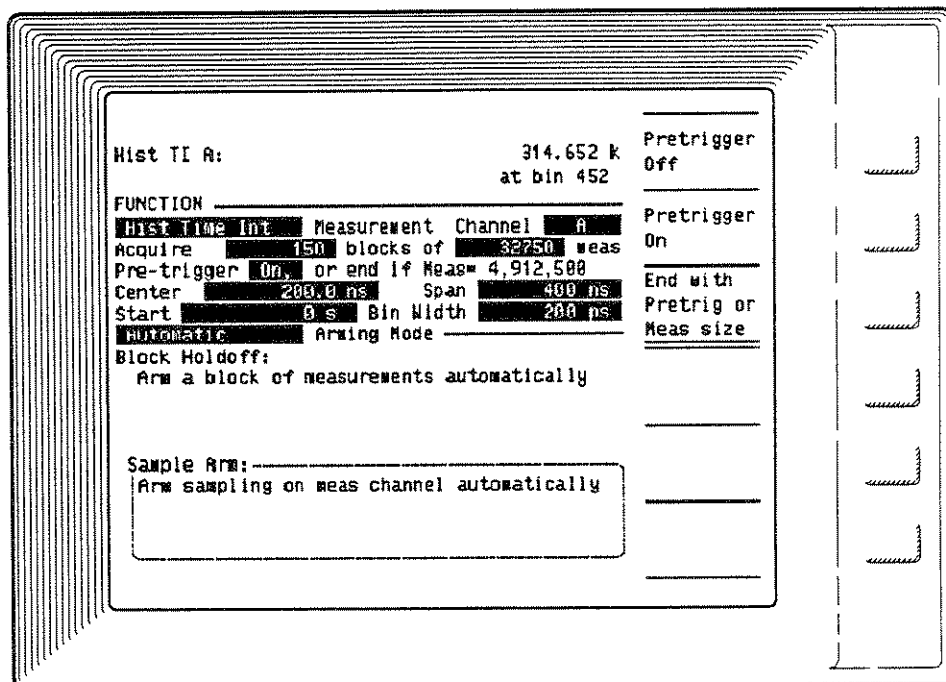 Hist TI A: 314.652 k
at bin 452
FUNCTION
Hist Time Int Measurement Channel A
Acquire 150 blocks of 32750 meas
Pre-trigger On, or end if Meas= 4,912,500
Center 200.0 ns Span 400 ns
Start 0 s Bin Width 200 ps
Automatic Arming Mode
Block Holdoff:
Arm a block of measurements automatically
Sample Arm:
Arm sampling on meas channel automatically
Pretrigger
Off
Pretrigger
On
End with
Pretrig or
Meas size